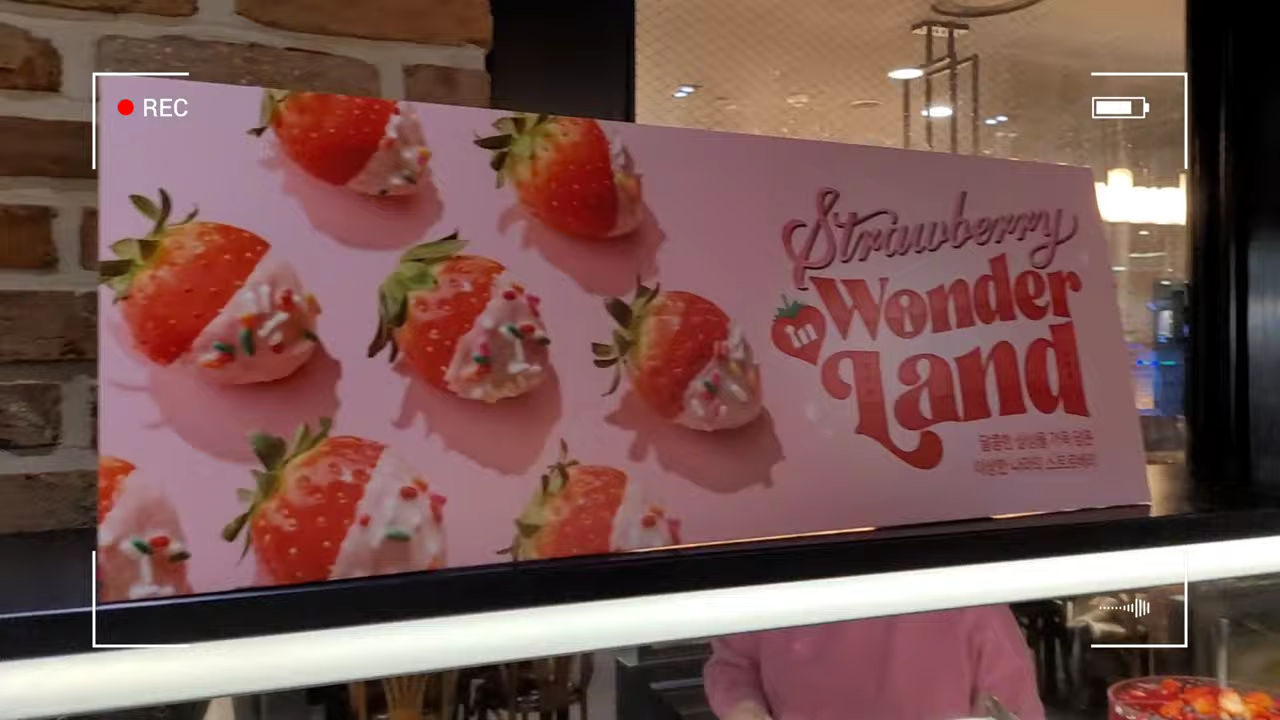 REC
Strawberry
in Wonder
Land
달콤한 상상을 가득 담은
이상한 나라의 스트로베리